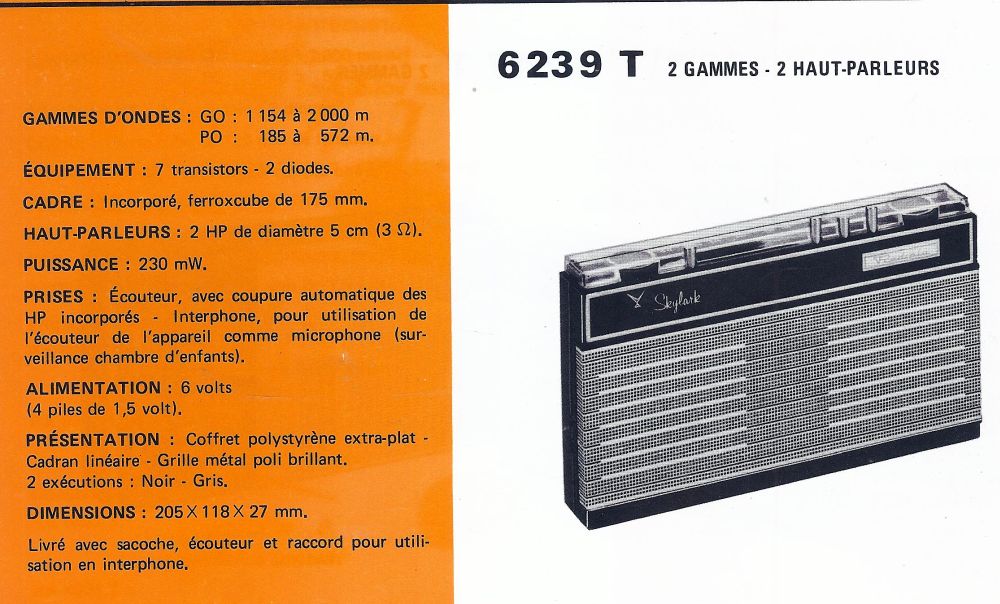 6239 T 2 GAMMES - 2 HAUT-PARLEURS
GAMMES D'ONDES : GO : 1 154 à 2 000 m
PO : 185 à 572 m.
ÉQUIPEMENT : 7 transistors - 2 diodes.
CADRE : Incorporé, ferroxcube de 175 mm.
HAUT-PARLEURS : 2 HP de diamètre 5 cm (3 Ω).
PUISSANCE : 230 mW.
PRISES : Écouteur, avec coupure automatique des
HP incorporés - Interphone, pour utilisation de
l'écouteur de l'appareil comme microphone (sur-
veillance chambre d'enfants).
ALIMENTATION : 6 volts
(4 piles de 1,5 volt).
PRÉSENTATION : Coffret polystyrène extra-plat -
Cadran linéaire - Grille métal poli brillant.
2 exécutions : Noir - Gris.
DIMENSIONS : 205 X 118 X 27 mm.
Livré avec sacoche, écouteur et raccord pour utili-
sation en interphone.
Skylark